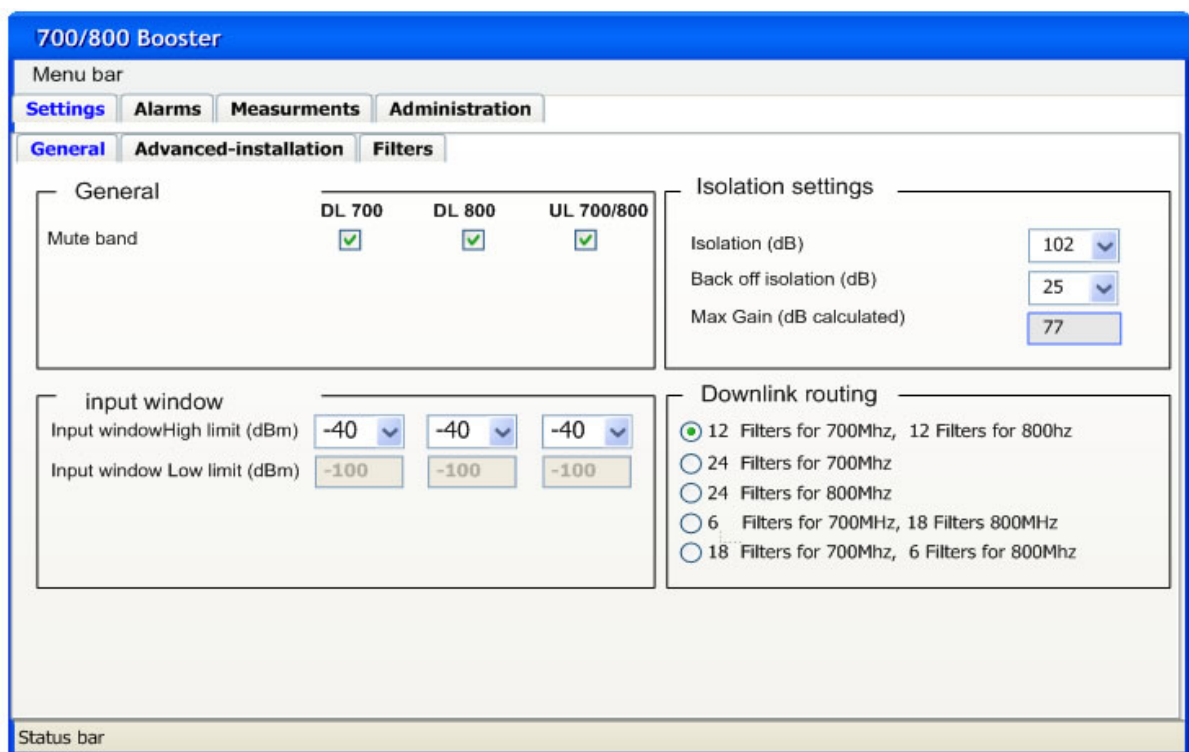 700/800 Booster
Menu bar
Settings Alarms Measurments Administration
General Advanced-installation Filters
General
DL 700 DL 800 UL 700/800
Mute band
Isolation settings
Isolation (dB) 102
Back off isolation (dB) 25
Max Gain (dB calculated) 77
input window
Input windowHigh limit (dBm) -40 -40 -40
Input window Low limit (dBm) -100 -100 -100
Downlink routing
12 Filters for 700Mhz, 12 Filters for 800hz
24 Filters for 700Mhz
24 Filters for 800Mhz
6 Filters for 700MHz, 18 Filters 800MHz
18 Filters for 700Mhz, 6 Filters for 800Mhz
Status bar